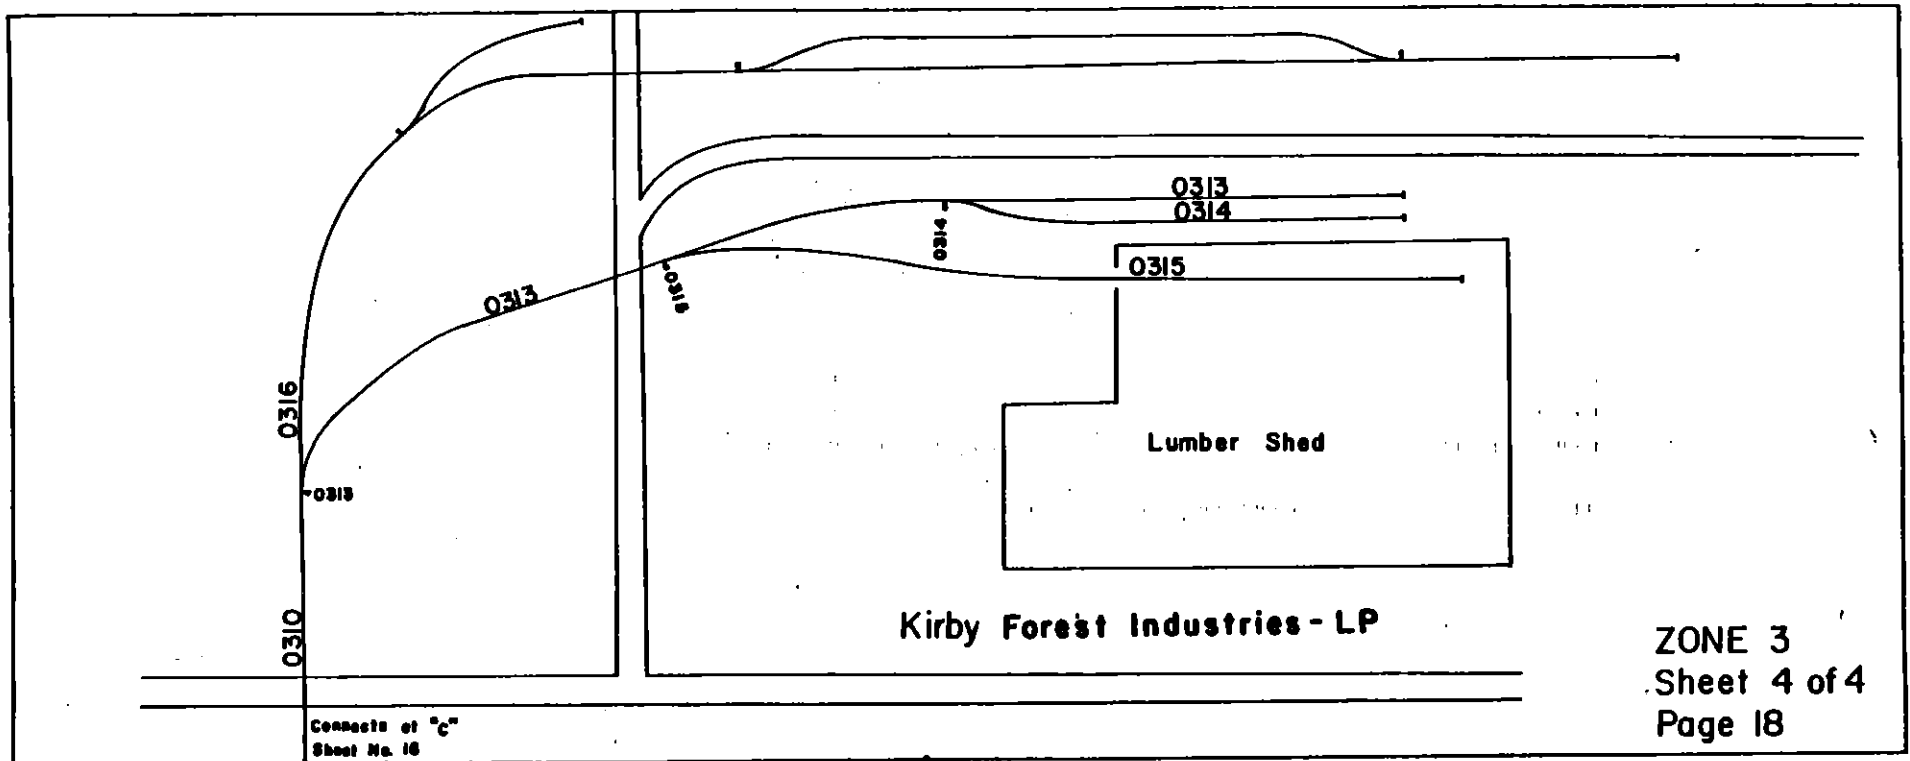 0313
0314
0314
0315
0313
0315
0316
0313
Lumber Shed
0310
Kirby Forest Industries - LP
ZONE 3
Sheet 4 of 4
Page 18
Connects at "C"
Sheet No. 16